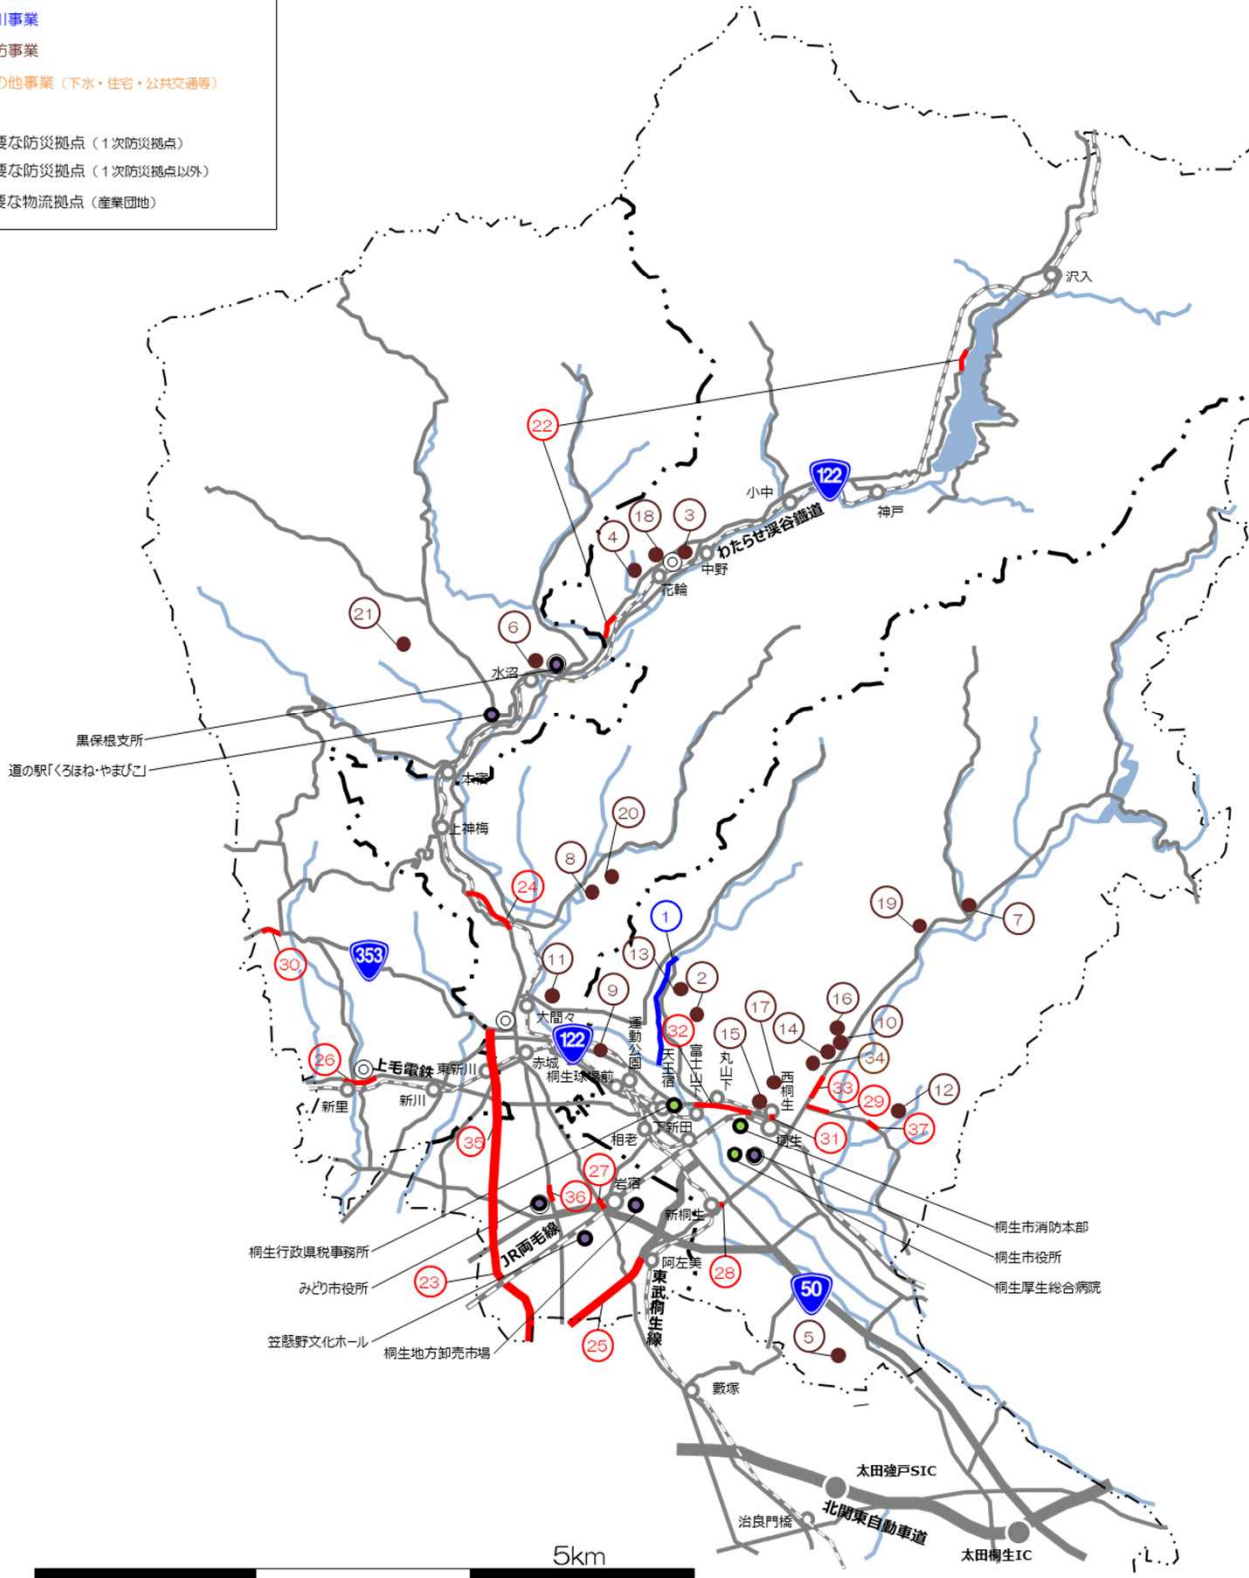 川事業
防事業
の他事業（下水・住宅・公共交通等）
要な防災拠点（１次防災拠点）
要な防災拠点（１次防災拠点以外）
要な物流拠点（産業団地）
沢入
22
122
小中
神戸
わたらせ渓谷鐵道
18
3
4
中野
花輪
21
6
水沼
黒保根支所
道の駅「くろほね・やまびこ」
本宿
上神梅
20
8
24
19
7
1
30
353
11
13
2
9
大間々
122
運動公園
32
天王宿
富士山下
丸山下
17
15
14
16
10
34
西桐生
26
上毛電鉄
東新川
赤城
桐生球場前
33
29
12
新里
新川
下新田
相老
桐生
31
37
35
27
36
岩宿
新桐生
桐生市消防本部
桐生行政県税事務所
JR両毛線
桐生市役所
みどり市役所
23
阿左美
28
桐生厚生総合病院
50
東武桐生線
笠懸野文化ホール
桐生地方卸売市場
25
5
藪塚
太田強戸SIC
北関東自動車道
治良門橋
太田桐生IC
5km